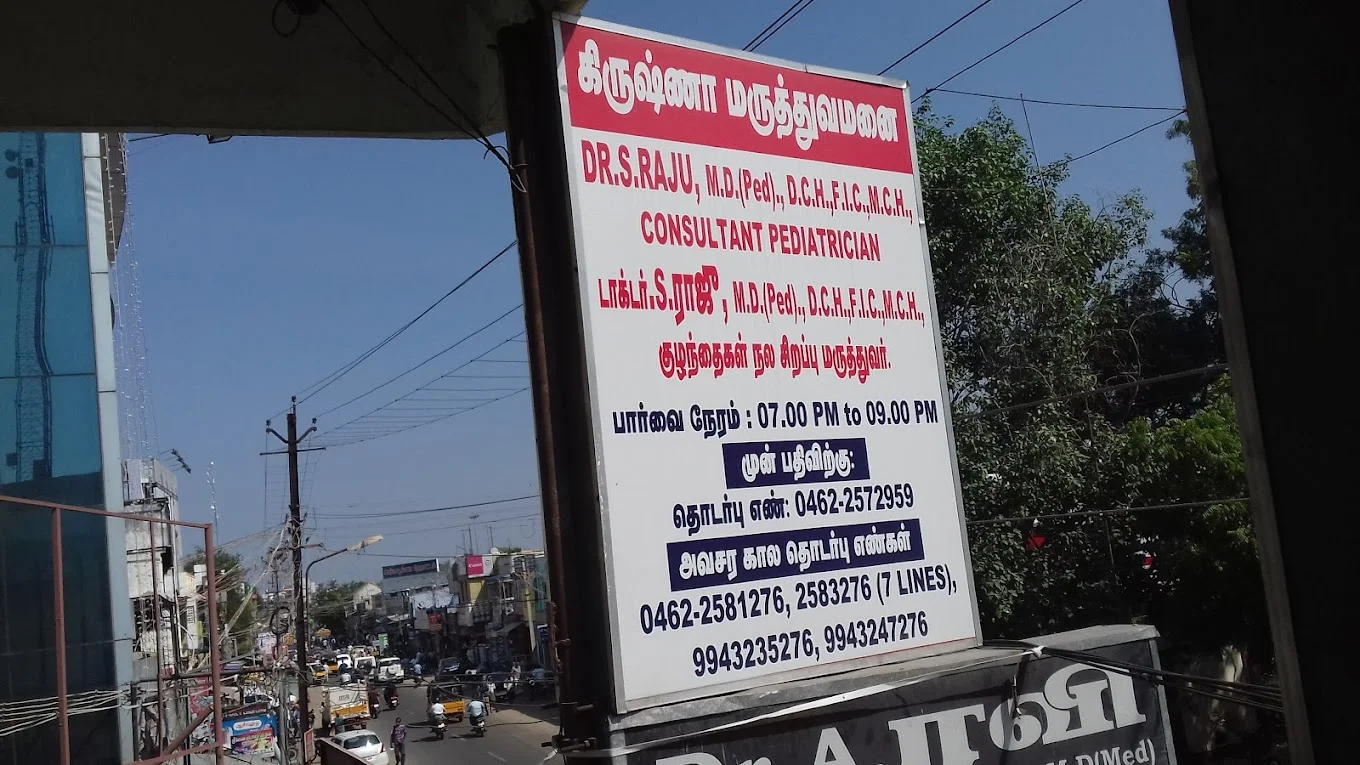 கிருஷ்ணா மருத்துவமனை
DR.S.RAJU, M.D.(Ped)., D.C.H.,F.I.C.,M.C.H.,
CONSULTANT PEDIATRICIAN
டாக்டர்.S.ராஜு, M.D.(Ped)., D.C.H.,F.I.C.,M.C.H.,
குழந்தைகள் நல சிறப்பு மருத்துவர்.
பார்வை நேரம் : 07.00 PM to 09.00 PM
முன் பதிவிற்கு:
தொடர்பு எண்: 0462-2572959
அவசர கால தொடர்பு எண்கள்
0462-2581276, 2583276 (7 LINES),
9943235276, 9943247276
Dr.A.ராஸி
M.D(Med)